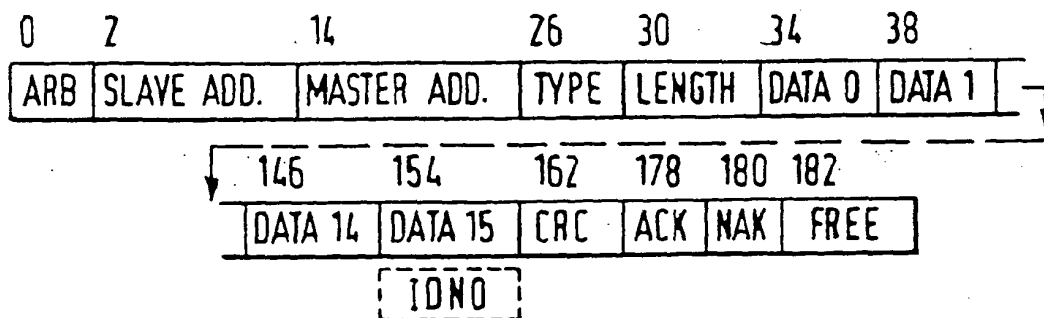 0 2 14 26 30 34 38
ARB SLAVE ADD. MASTER ADD. TYPE LENGTH DATA 0 DATA 1
146 154 162 178 180 182
DATA 14 DATA 15 CRC ACK NAK FREE
IDNO